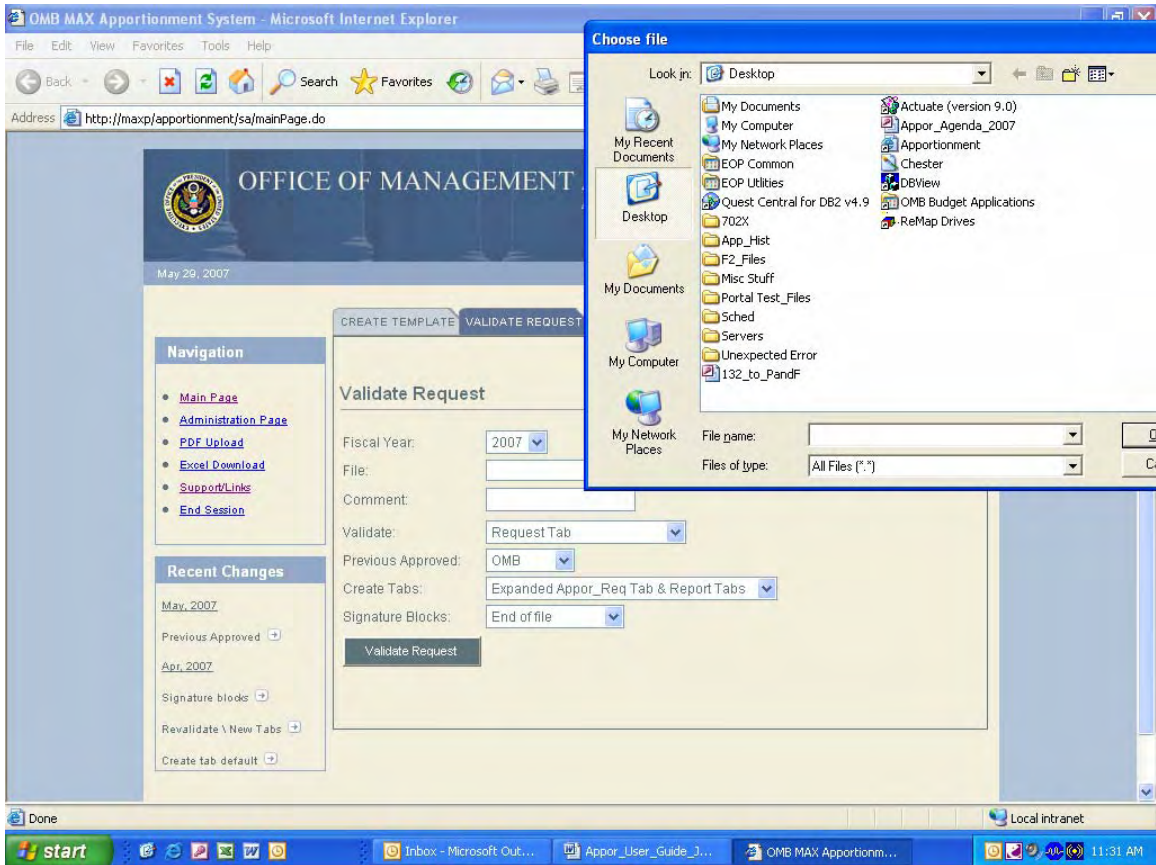 OMB MAX Apportionment System - Microsoft Internet Explorer
File Edit View Favorites Tools Help
Back Search Favorites
Address http://maxp/apportionment/sa/mainPage.do
OFFICE OF MANAGEMENT
May 29, 2007
CREATE TEMPLATE VALIDATE REQUEST
Navigation
Main Page
Administration Page
PDF Upload
Excel Download
Support/Links
End Session
Recent Changes
May, 2007
Previous Approved
Apr, 2007
Signature blocks
Revalidate \ New Tabs
Create tab default
Validate Request
Fiscal Year: 2007
File:
Comment:
Validate: Request Tab
Previous Approved: OMB
Create Tabs: Expanded Appor_Req Tab & Report Tabs
Signature Blocks: End of file
Validate Request
Choose file
Look in: Desktop
My Recent Documents
Desktop
My Documents
My Computer
My Network Places
My Documents
My Computer
My Network Places
EOP Common
EOP Utilities
Quest Central for DB2 v4.9
702X
App_Hist
F2_Files
Misc Stuff
Portal Test_Files
Sched
Servers
Unexpected Error
132_to_PandF
Actuate (version 9.0)
Appor_Agenda_2007
Apportionment
Chester
DBView
OMB Budget Applications
ReMap Drives
File name:
Files of type: All Files (*.*)
Done
Local intranet
start
Inbox - Microsoft Out...
Appor_User_Guide_J...
OMB MAX Apportionm...
11:31 AM